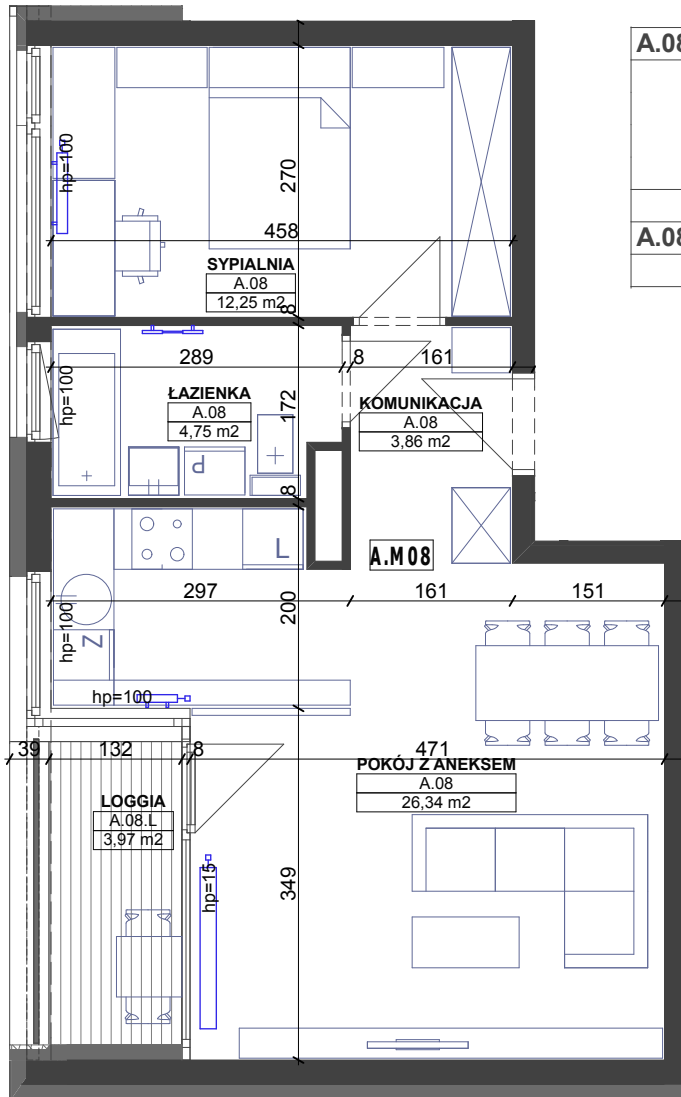 A.08
hp=100
270
458
SYPIALNIA
A.08
12,25 m2
8
A.08
289
8
161
hp=100
ŁAZIENKA
A.08
4,75 m2
172
KOMUNIKACJA
A.08
3,86 m2
P
8
L
A.M08
297
161
151
200
hp=100
Z
hp=100
39
132
8
471
POKÓJ Z ANEKSEM
A.08
26,34 m2
LOGGIA
A.08.L
3,97 m2
349
hp=15